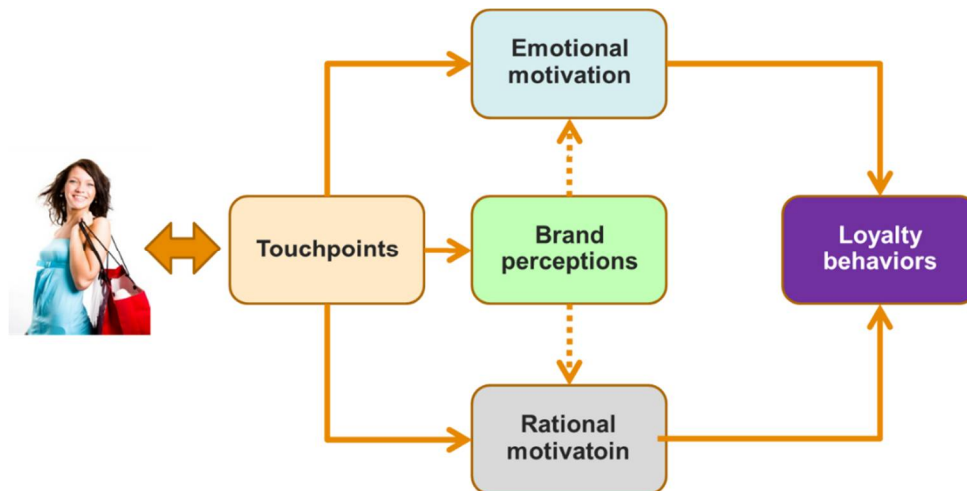 Emotional
motivation
Touchpoints
Brand
perceptions
Loyalty
behaviors
Rational
motivatoin